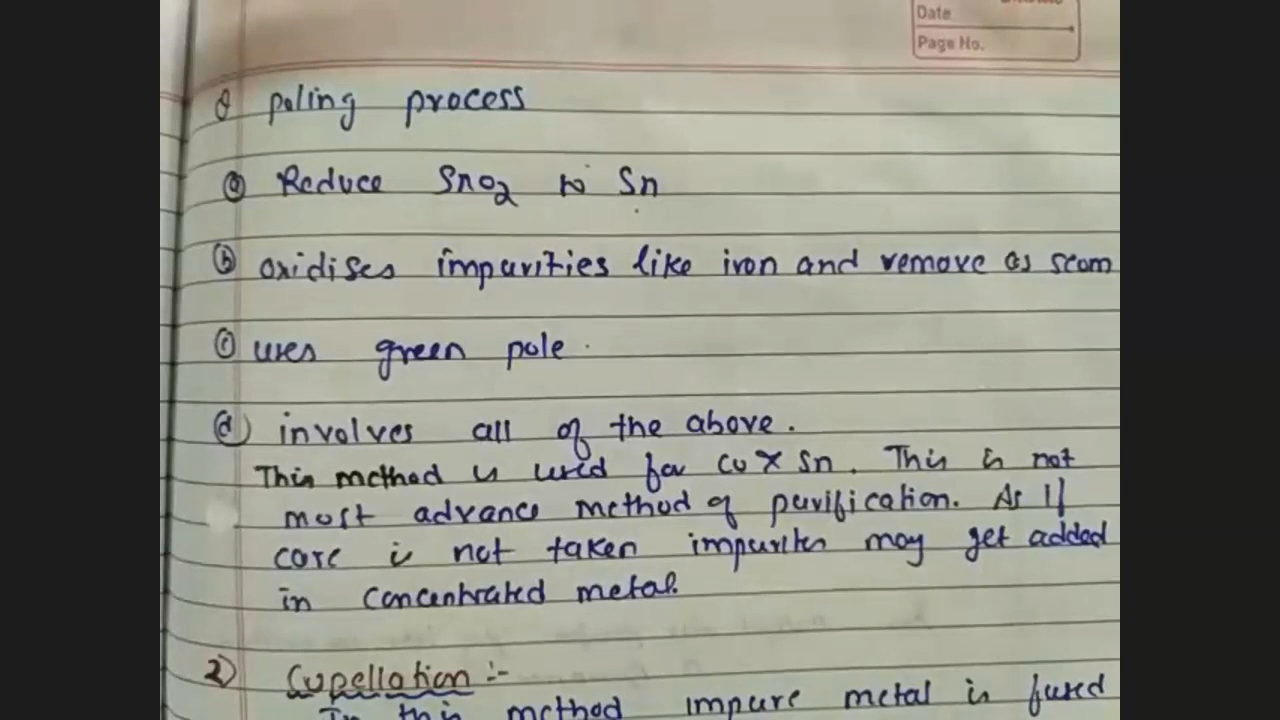 Date
Page No.
Q poling process
(a) Reduce SnO2 to Sn
(b) oxidises impurities like iron and remove as scum
(c) uses green pole.
(d) involves all of the above.
This method is used for Cu × Sn. This is not
most advance method of purification. As If
care is not taken impurites may get added
in concentrated metal.
2) Cupellation :-
In this method impure metal is fused